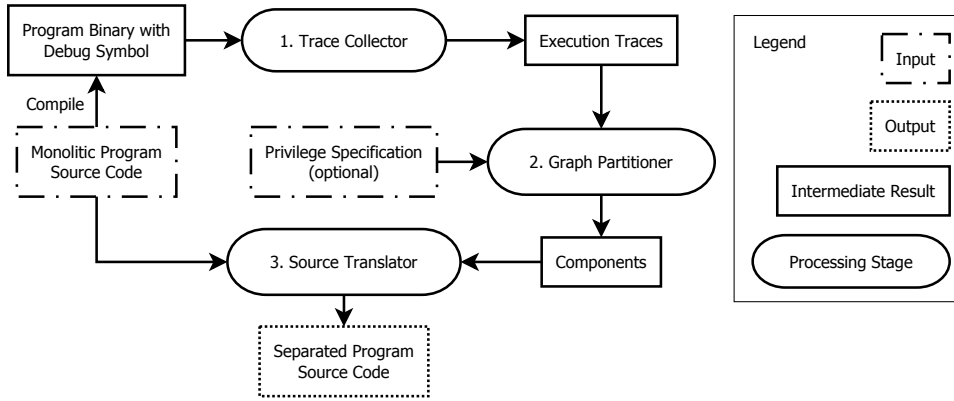 Program Binary with
Debug Symbol
1. Trace Collector
Execution Traces
Legend
Input
Compile
Output
Monolitic Program
Source Code
Privilege Specification
(optional)
2. Graph Partitioner
Intermediate Result
3. Source Translator
Components
Processing Stage
Separated Program
Source Code